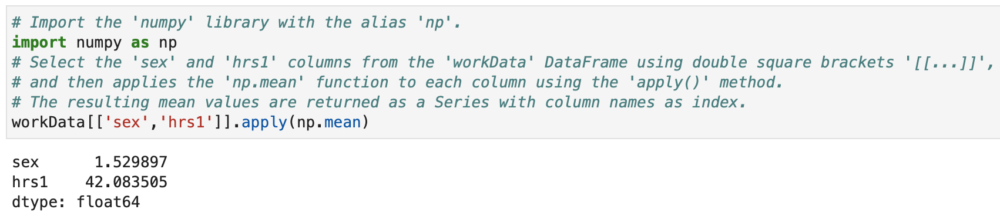 # Import the 'numpy' library with the alias 'np'.
import numpy as np
# Select the 'sex' and 'hrs1' columns from the 'workData' DataFrame using double square brackets '[[...]]',
# and then applies the 'np.mean' function to each column using the 'apply()' method.
# The resulting mean values are returned as a Series with column names as index.
workData[['sex','hrs1']].apply(np.mean)
sex      1.529897
hrs1    42.083505
dtype: float64